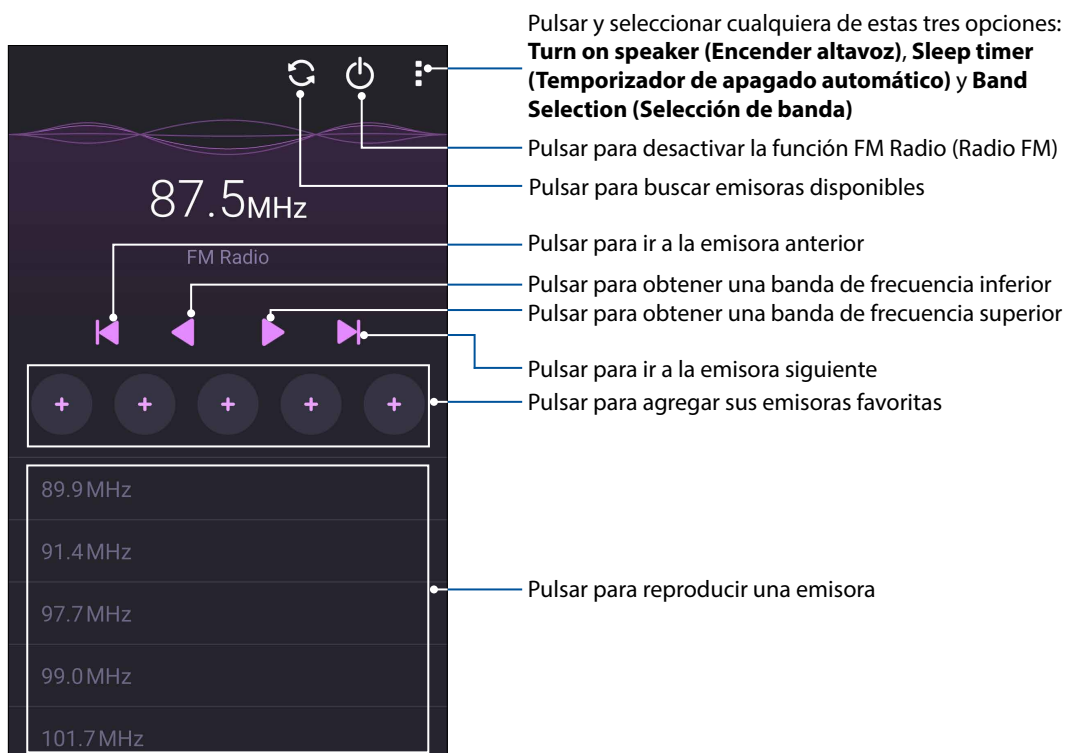 Pulsar y seleccionar cualquiera de estas tres opciones:
Turn on speaker (Encender altavoz), Sleep timer
(Temporizador de apagado automático) y Band
Selection (Selección de banda)
Pulsar para desactivar la función FM Radio (Radio FM)
Pulsar para buscar emisoras disponibles
87.5MHz
FM Radio
Pulsar para ir a la emisora anterior
Pulsar para obtener una banda de frecuencia inferior
Pulsar para obtener una banda de frecuencia superior
Pulsar para ir a la emisora siguiente
Pulsar para agregar sus emisoras favoritas
+ + + + +
89.9MHz
91.4MHz
97.7MHz
99.0MHz
101.7MHz
Pulsar para reproducir una emisora